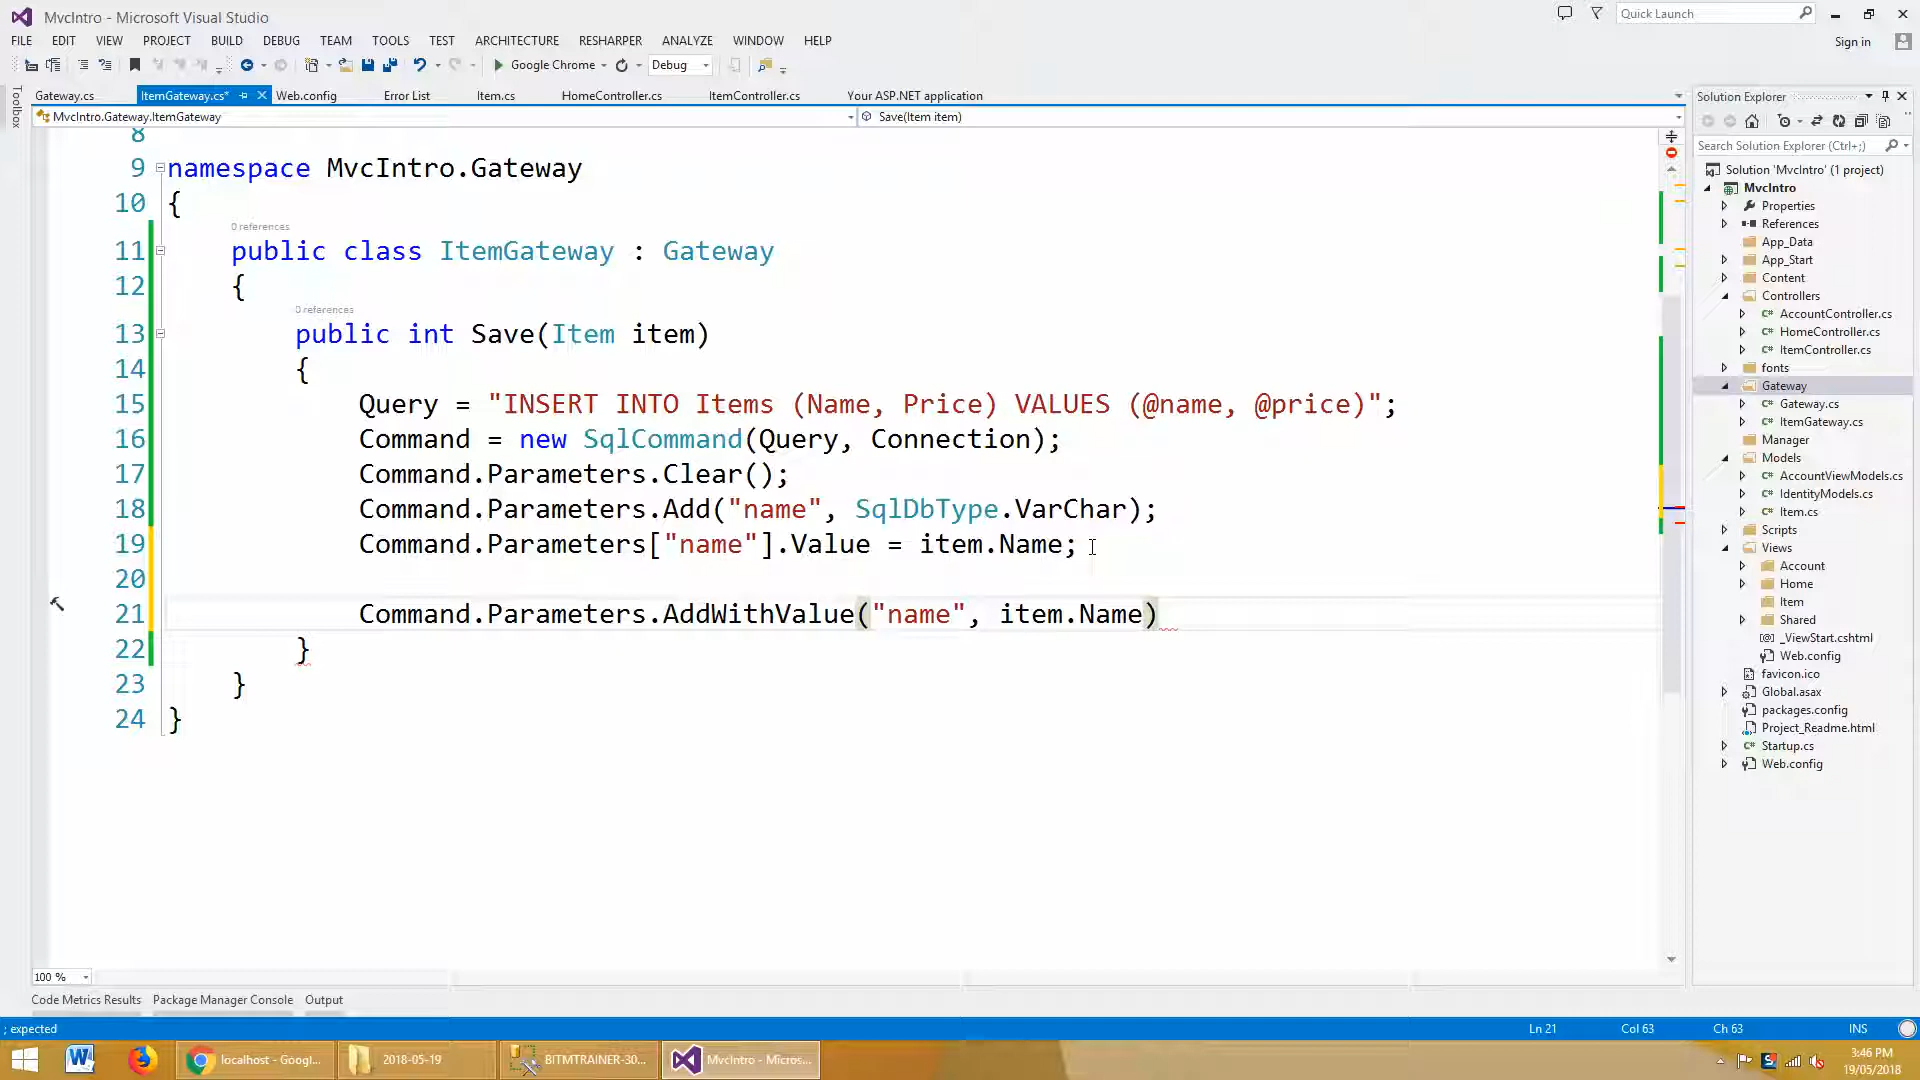 MvcIntro - Microsoft Visual Studio
Quick Launch
FILE EDIT VIEW PROJECT BUILD DEBUG TEAM TOOLS TEST ARCHITECTURE RESHARPER ANALYZE WINDOW HELP
Sign in
Google Chrome Debug
Toolbox
Gateway.cs ItemGateway.cs* Web.config Error List Item.cs HomeController.cs ItemController.cs Your ASP.NET application
MvcIntro.Gateway.ItemGateway Save(Item item)
8
9 namespace MvcIntro.Gateway
10 {
0 references
11 public class ItemGateway : Gateway
12 {
0 references
13 public int Save(Item item)
14 {
15 Query = "INSERT INTO Items (Name, Price) VALUES (@name, @price)";
16 Command = new SqlCommand(Query, Connection);
17 Command.Parameters.Clear();
18 Command.Parameters.Add("name", SqlDbType.VarChar);
19 Command.Parameters["name"].Value = item.Name;
20
21 Command.Parameters.AddWithValue("name", item.Name)
22 }
23 }
24 }
100 %
Solution Explorer
Search Solution Explorer (Ctrl+;)
Solution 'MvcIntro' (1 project)
MvcIntro
Properties
References
App_Data
App_Start
Content
Controllers
AccountController.cs
HomeController.cs
ItemController.cs
fonts
Gateway
Gateway.cs
ItemGateway.cs
Manager
Models
AccountViewModels.cs
IdentityModels.cs
Item.cs
Scripts
Views
Account
Home
Item
Shared
_ViewStart.cshtml
Web.config
favicon.ico
Global.asax
packages.config
Project_Readme.html
Startup.cs
Web.config
Code Metrics Results Package Manager Console Output
; expected Ln 21 Col 63 Ch 63 INS
localhost - Googl... 2018-05-19 BITMTRAINER-30... MvcIntro - Micros...
3:46 PM
19/05/2018